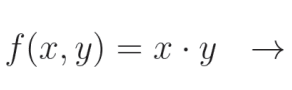 f(x, y) = x · y →